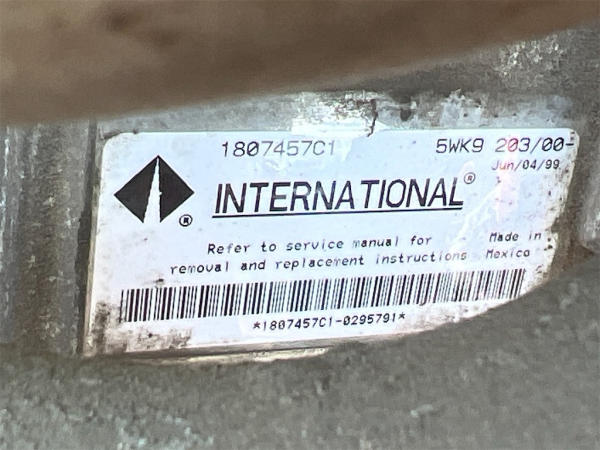 1807457C1 5WK9 203/00-
Jun/04/99
INTERNATIONAL®
®
Refer to service manual for Made in
removal and replacement instructions Mexico
*1807457C1-0295791*